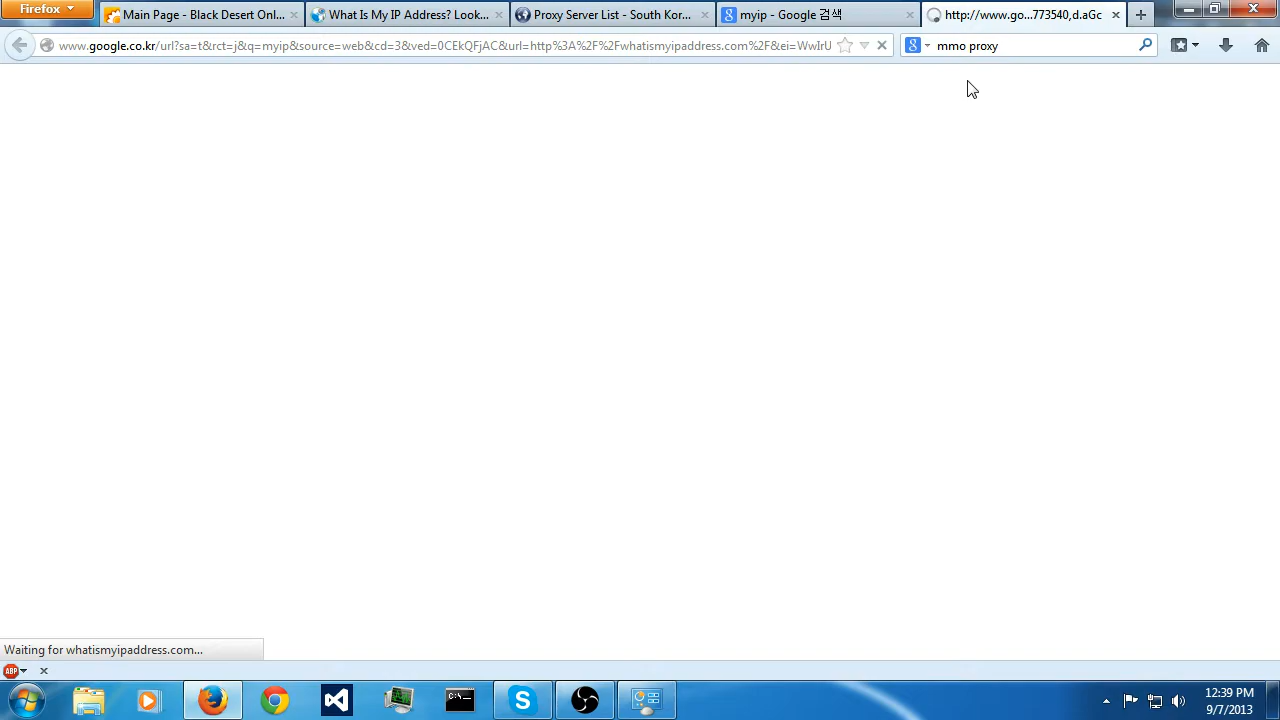 Firefox
Main Page - Black Desert Onl...
What Is My IP Address? Look...
Proxy Server List - South Kor...
myip - Google 검색
http://www.go...773540,d.aGc
www.google.co.kr/url?sa=t&rct=j&q=myip&source=web&cd=3&ved=0CEkQFjAC&url=http%3A%2F%2Fwhatismyipaddress.com%2F&ei=WwIrU
mmo proxy
Waiting for whatismyipaddress.com...
ABP
C:\
12:39 PM
9/7/2013